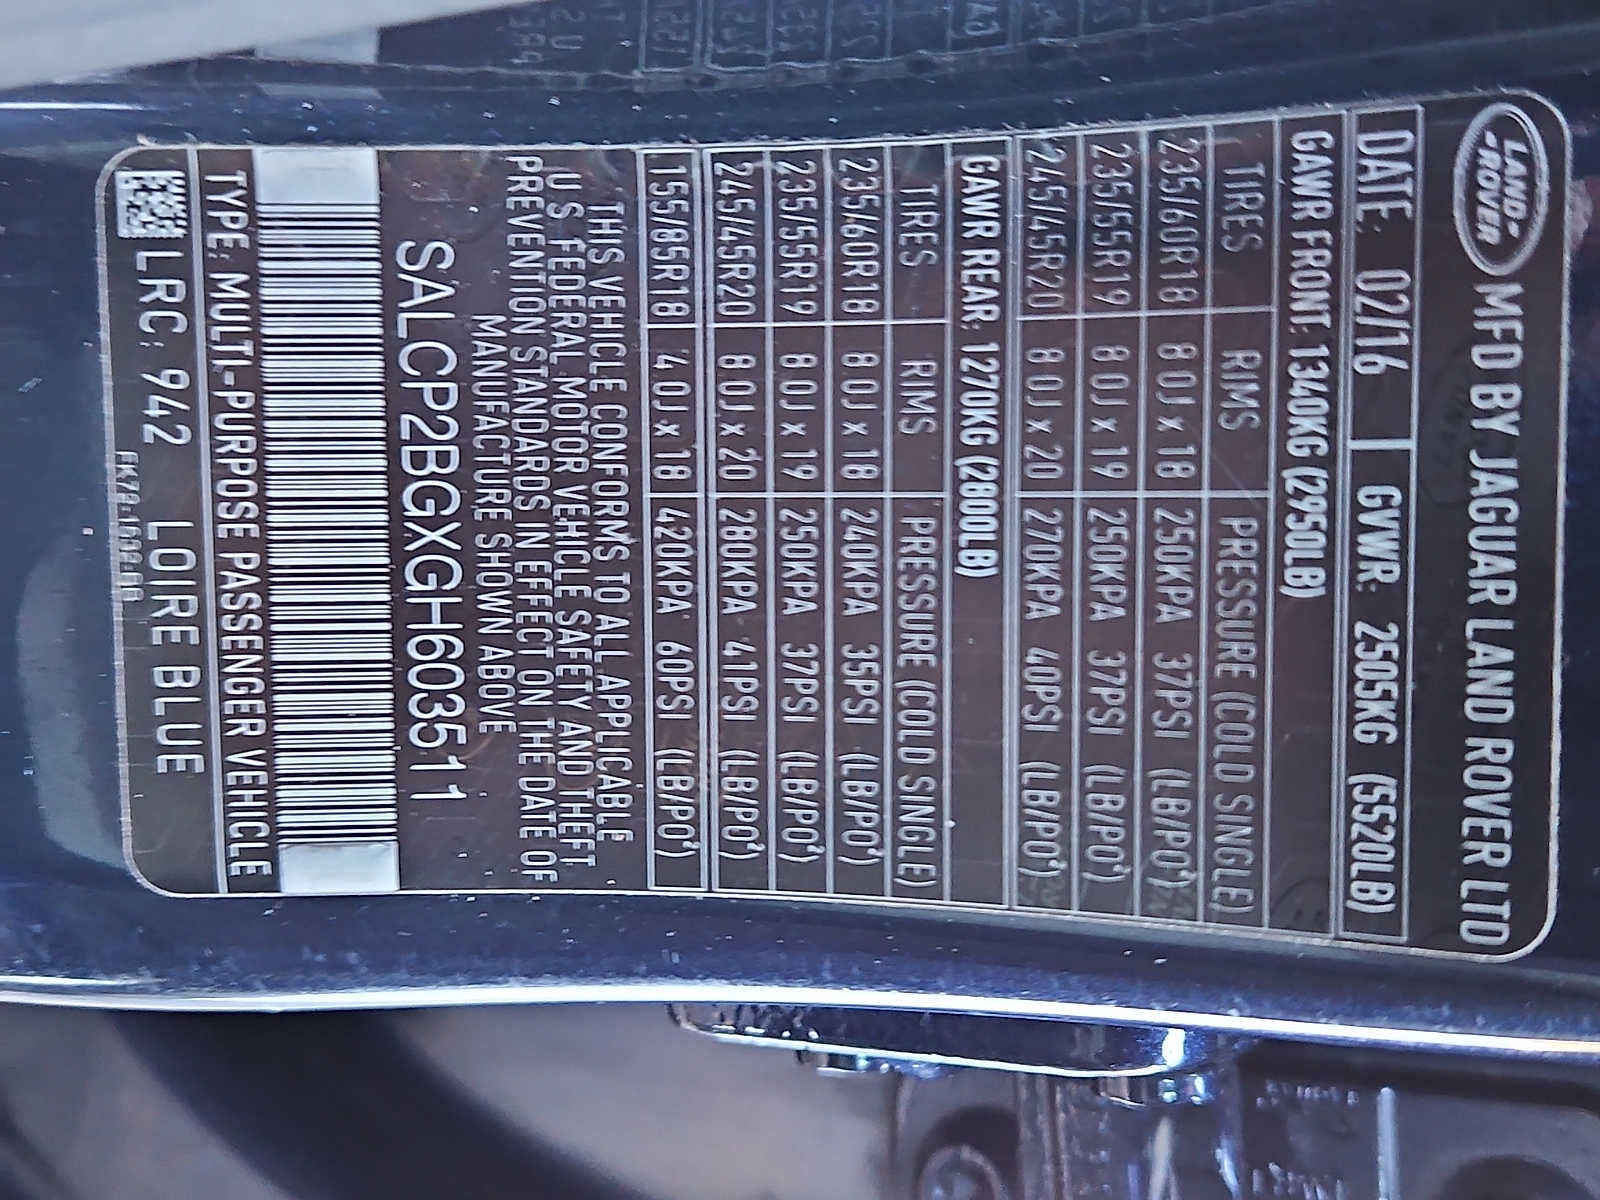 LAND-
-ROVER
MFD BY JAGUAR LAND ROVER LTD
DATE: 02/16 GVWR: 2505KG (5520LB)
GAWR FRONT: 1340KG (2950LB)
TIRES RIMS PRESSURE (COLD SINGLE)
235/60R18 8 0J x 18 250KPA 37PSI (LB/PO²)
235/55R19 8 0J x 19 250KPA 37PSI (LB/PO²)
245/45R20 8 0J x 20 270KPA 40PSI (LB/PO²)
GAWR REAR: 1270KG (2800LB)
TIRES RIMS PRESSURE (COLD SINGLE)
235/60R18 8 0J x 18 240KPA 35PSI (LB/PO²)
235/55R19 8 0J x 19 250KPA 37PSI (LB/PO²)
245/45R20 8 0J x 20 280KPA 41PSI (LB/PO²)
155/85R18 4 0J x 18 420KPA 60PSI (LB/PO²)
THIS VEHICLE CONFORMS TO ALL APPLICABLE
U S FEDERAL MOTOR VEHICLE SAFETY AND THEFT
PREVENTION STANDARDS IN EFFECT ON THE DATE OF
MANUFACTURE SHOWN ABOVE
SALCP2BGXGH603511
TYPE: MULTI-PURPOSE PASSENGER VEHICLE
LRC: 942 LOIRE BLUE